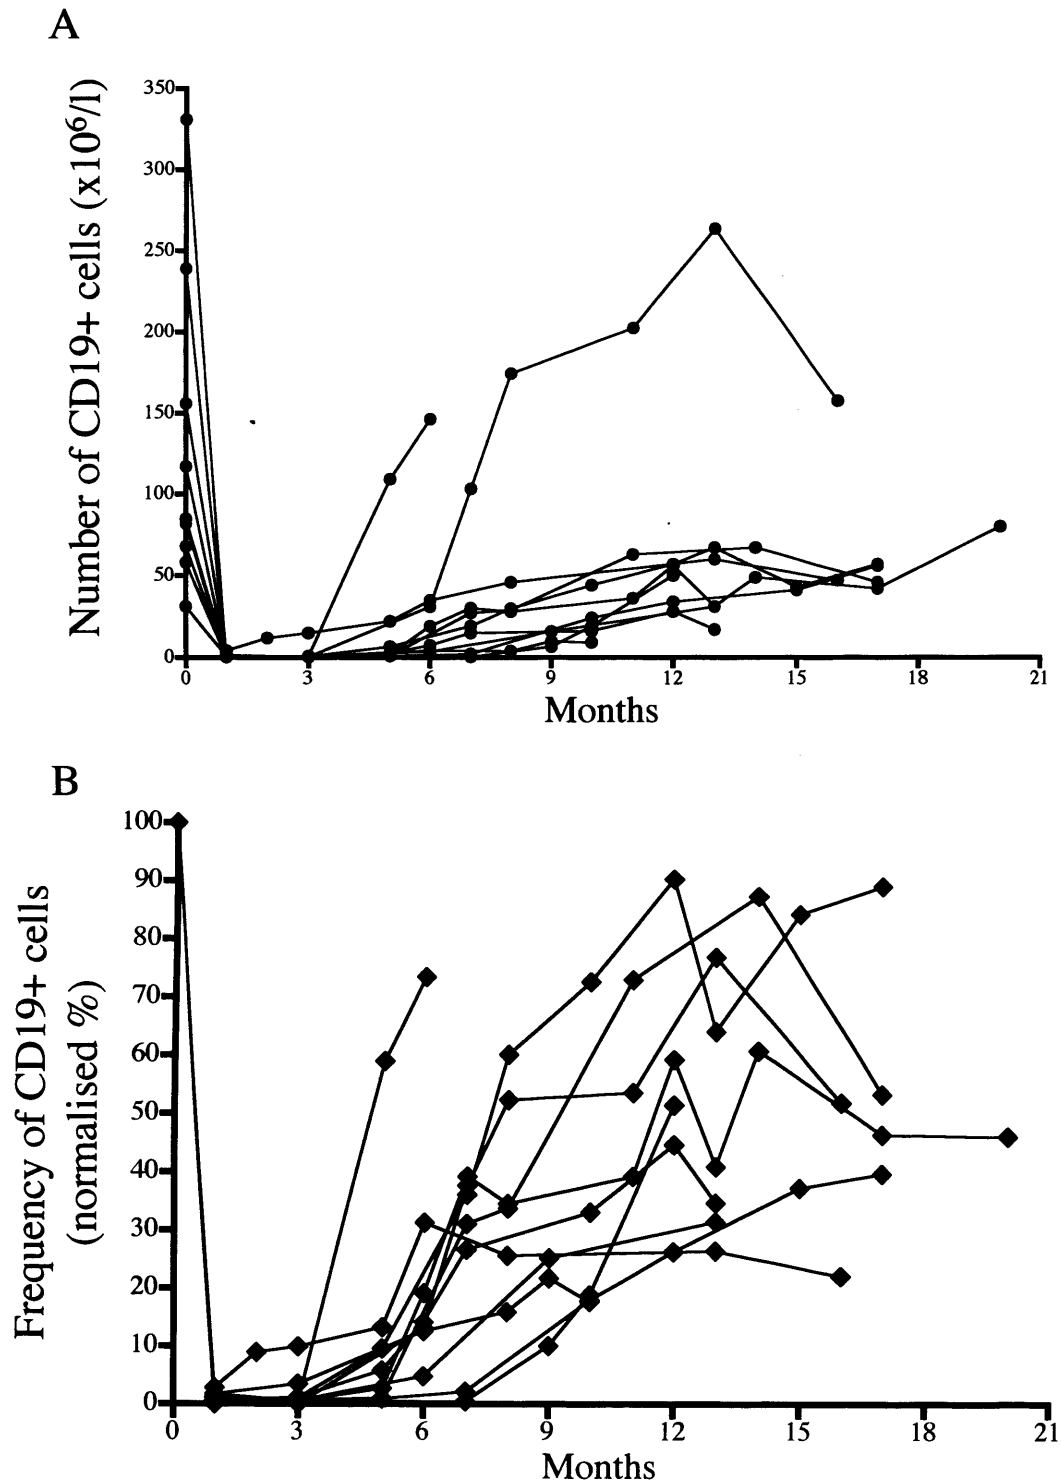 A
Number of CD19+ cells (x10⁶/l)
350
300
250
200
150
100
50
0
0 3 6 9 12 15 18 21
Months
B
Frequency of CD19+ cells
(normalised %)
100
90
80
70
60
50
40
30
20
10
0
0 3 6 9 12 15 18 21
Months